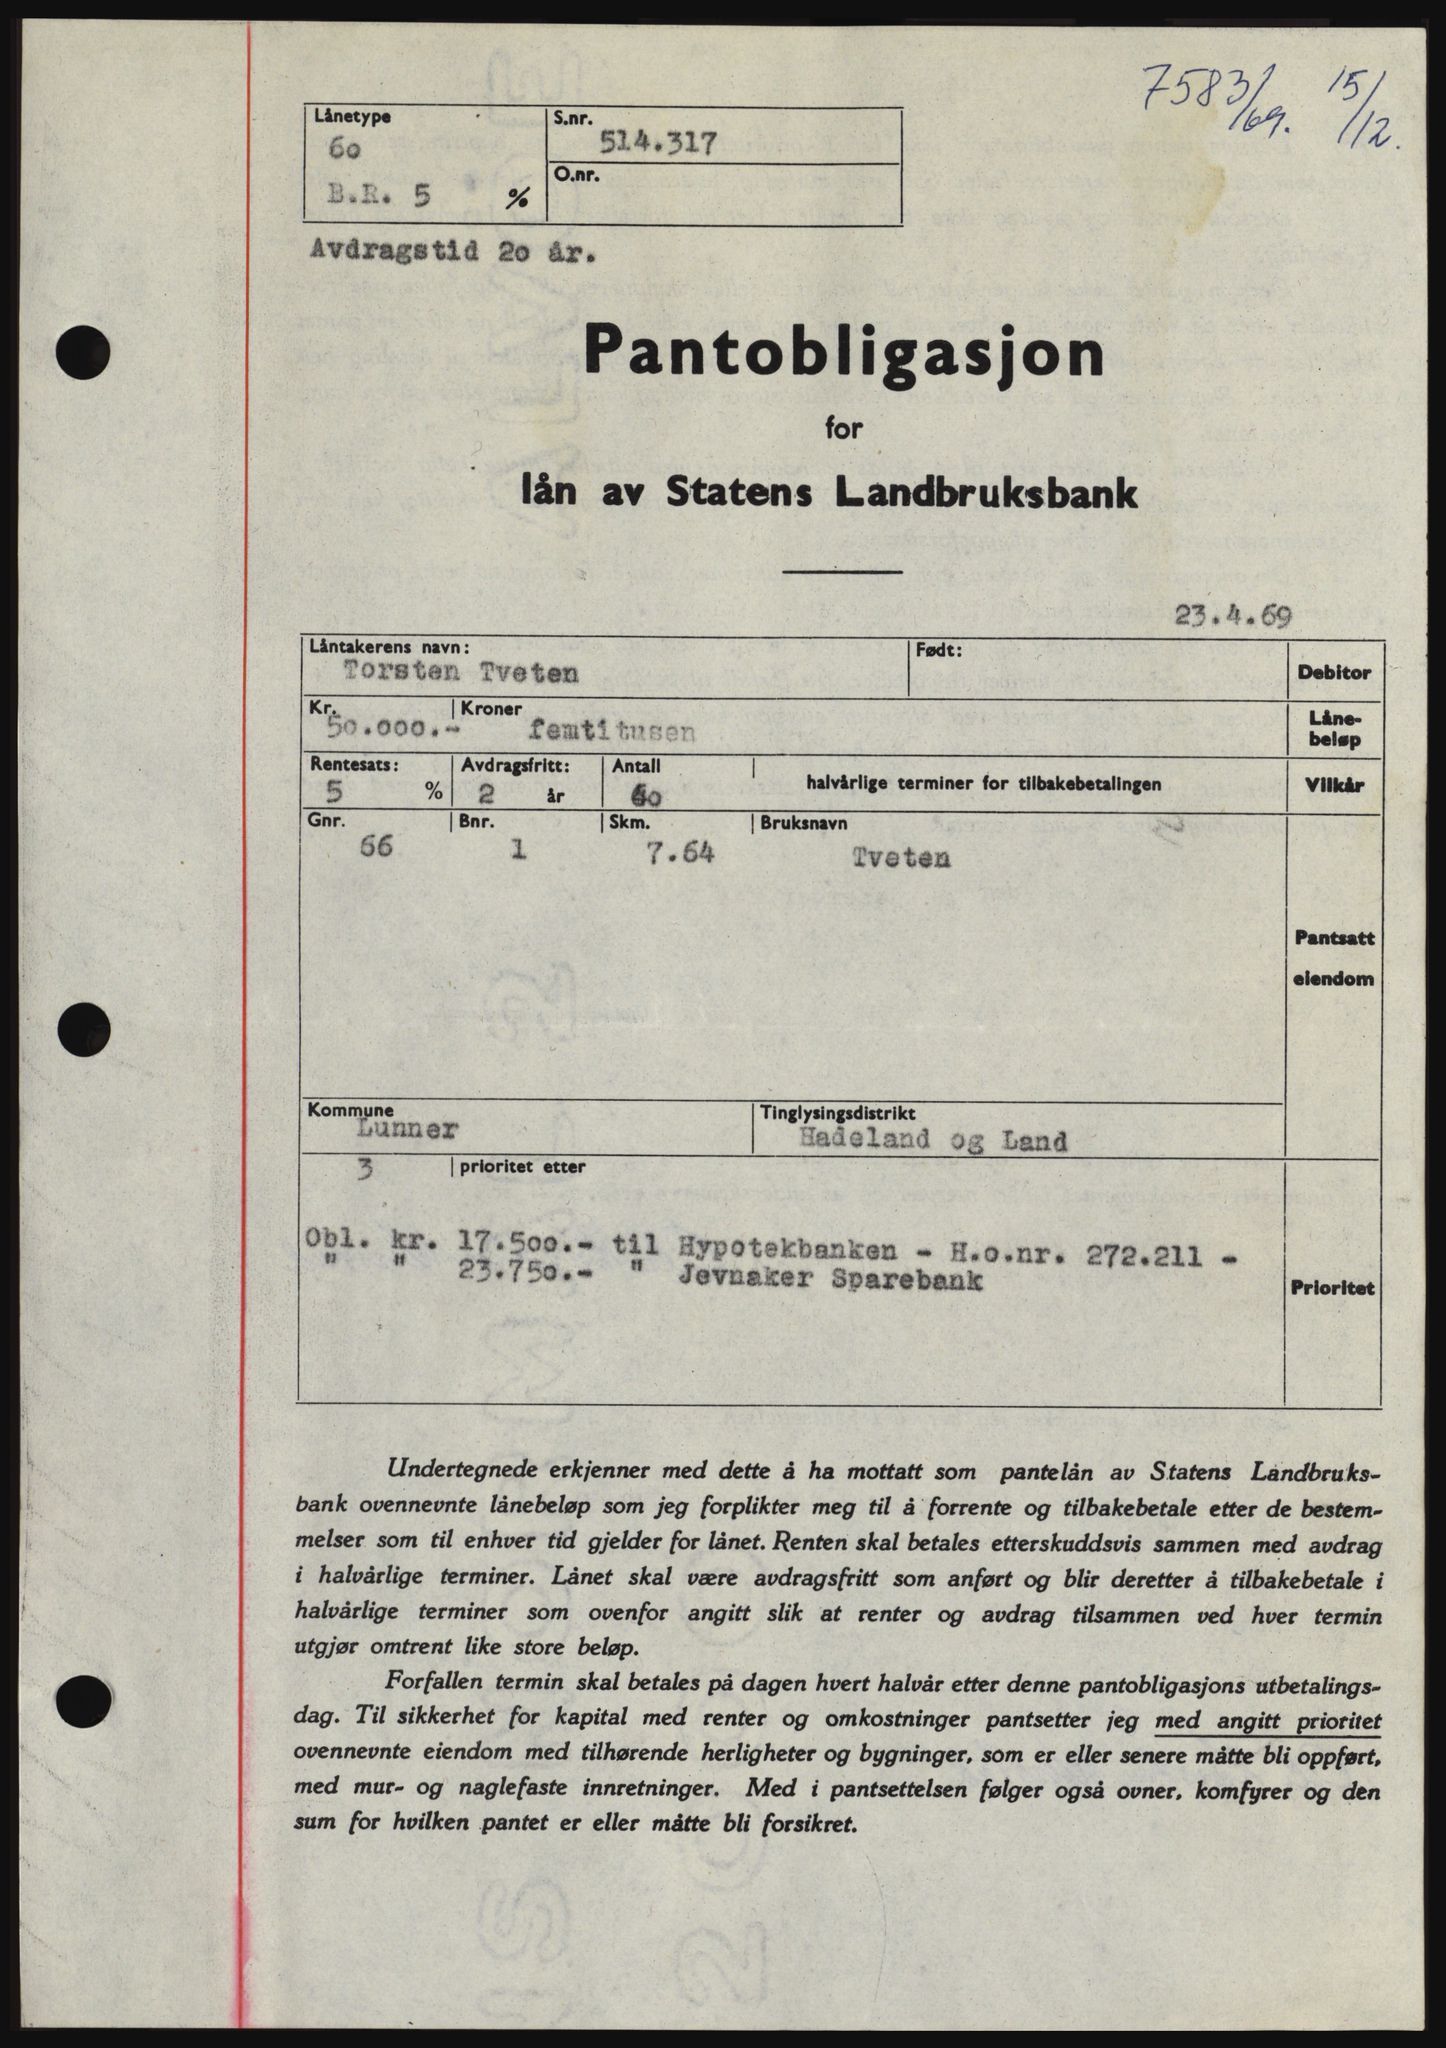 7583/69. 15/12.
Lånetype
60
B.R. 5 %
S.nr.
514.317
O.nr.
Avdragstid 20 år.
Pantobligasjon
for
lån av Statens Landbruksbank
23.4.69
Låntakerens navn:
Torsten Tveten
Født:
Debitor
Kr.
50.000.-
Kroner
femtitusen
Låne-
beløp
Rentesats:
5 %
Avdragsfritt:
2 år
Antall
halvårlige terminer for tilbakebetalingen
Vilkår
Gnr.
66
Bnr.
1
Skm.
7.64
Bruksnavn
Tveten
Pantsatt
eiendom
Kommune
Lunner
Tinglysingsdistrikt
Hadeland og Land
3 prioritet etter
Obl. kr. 17.500.- til Hypotekbanken - H.o.nr. 272.211 -
" " 23.750.- " Jevnaker Sparebank
Prioritet
Undertegnede erkjenner med dette å ha mottatt som pantelån av Statens Landbruks-
bank ovennevnte lånebeløp som jeg forplikter meg til å forrente og tilbakebetale etter de bestem-
melser som til enhver tid gjelder for lånet. Renten skal betales etterskuddsvis sammen med avdrag
i halvårlige terminer. Lånet skal være avdragsfritt som anført og blir deretter å tilbakebetale i
halvårlige terminer som ovenfor angitt slik at renter og avdrag tilsammen ved hver termin
utgjør omtrent like store beløp.
Forfallen termin skal betales på dagen hvert halvår etter denne pantobligasjons utbetalings-
dag. Til sikkerhet for kapital med renter og omkostninger pantsetter jeg med angitt prioritet
ovennevnte eiendom med tilhørende herligheter og bygninger, som er eller senere måtte bli oppført,
med mur- og naglefaste innretninger. Med i pantsettelsen følger også ovner, komfyrer og den
sum for hvilken pantet er eller måtte bli forsikret.